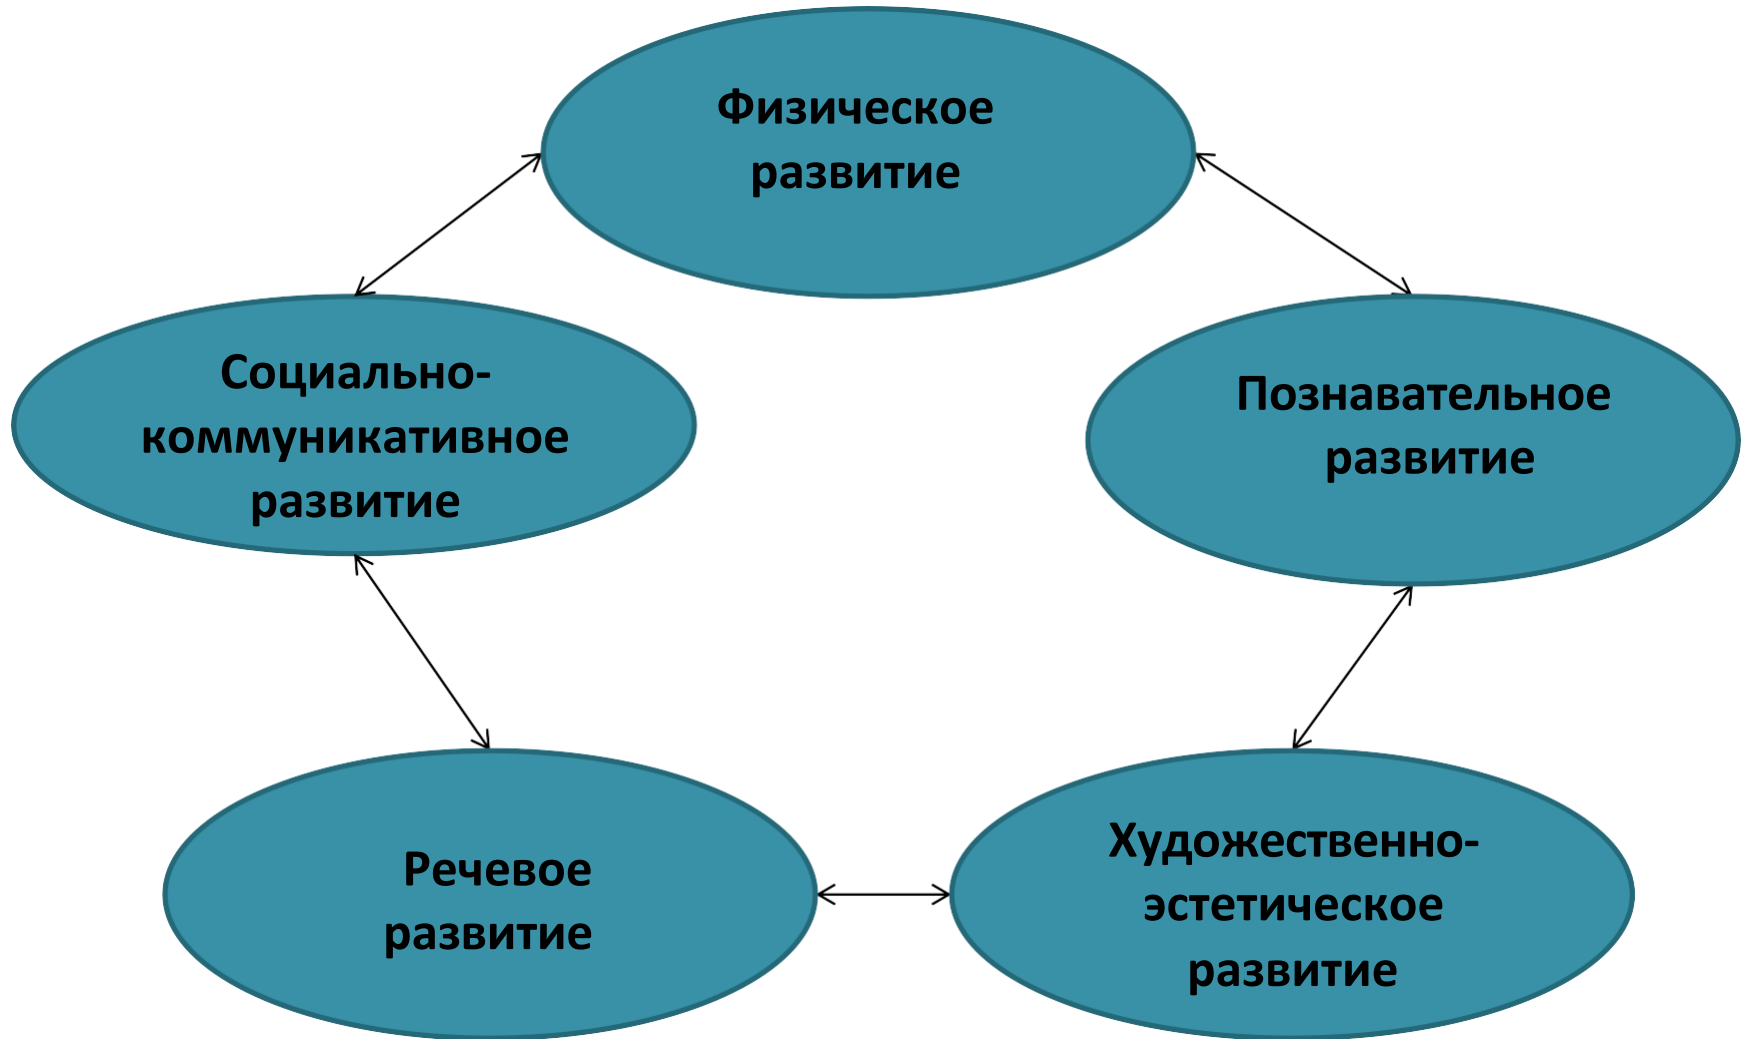 Физическое
развитие
Социально-
коммуникативное
развитие
Познавательное
развитие
Речевое
развитие
Художественно-
эстетическое
развитие